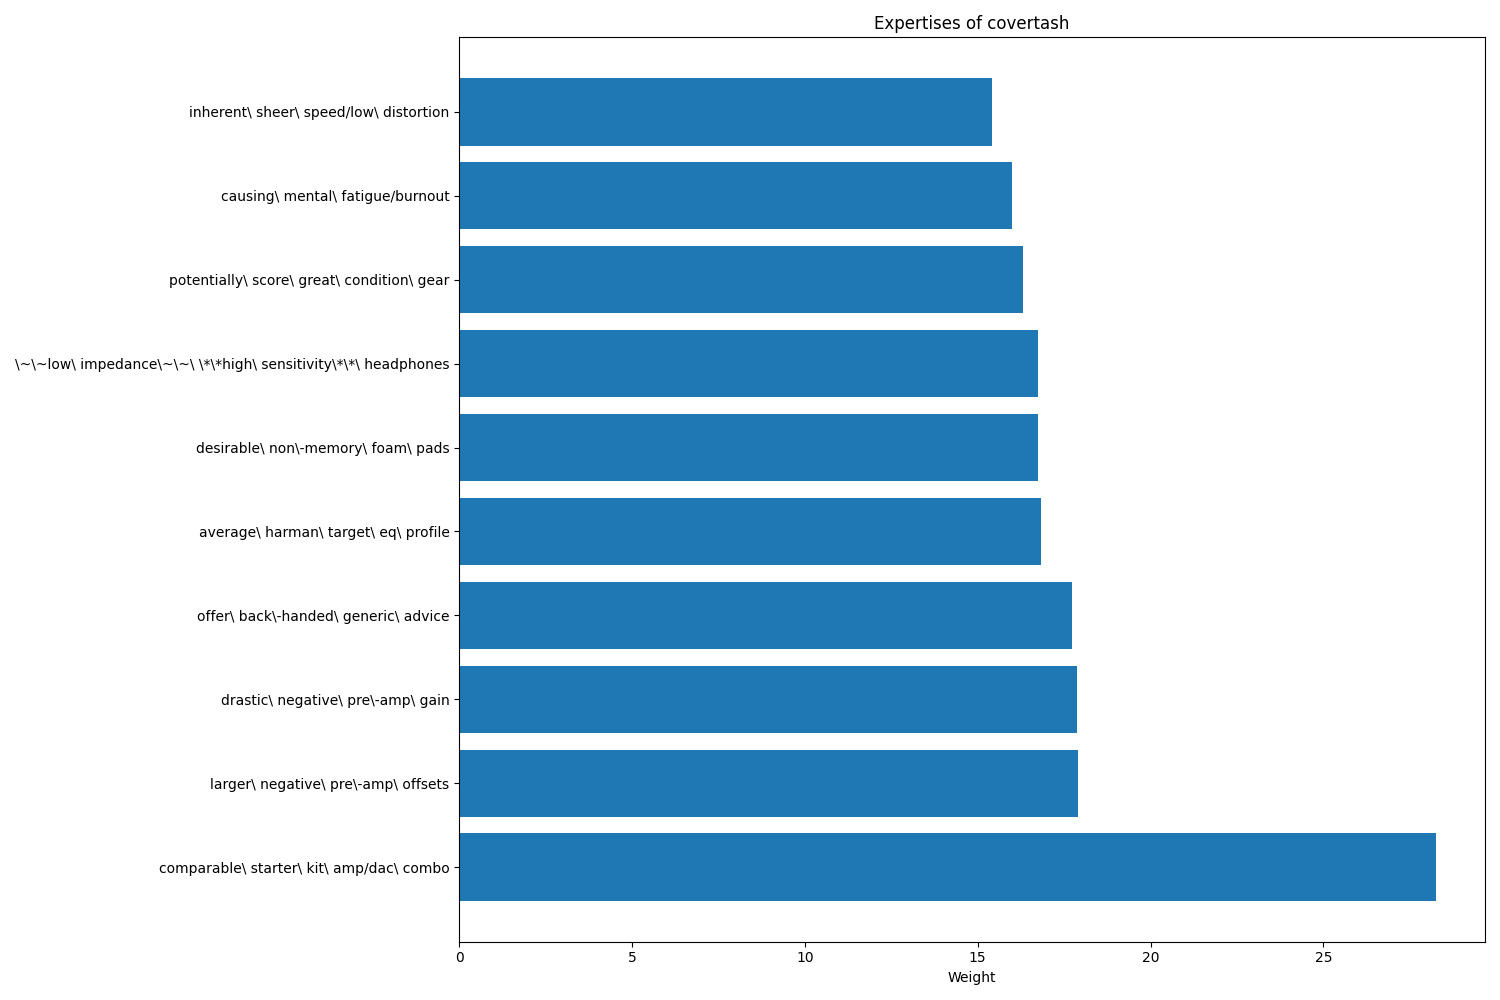 Expertises of covertash
inherent\ sheer\ speed/low\ distortion
causing\ mental\ fatigue/burnout
potentially\ score\ great\ condition\ gear
\~\~low\ impedance\~\~\ \*\*high\ sensitivity\*\*\ headphones
desirable\ non\-memory\ foam\ pads
average\ harman\ target\ eq\ profile
offer\ back\-handed\ generic\ advice
drastic\ negative\ pre\-amp\ gain
larger\ negative\ pre\-amp\ offsets
comparable\ starter\ kit\ amp/dac\ combo
0 5 10 15 20 25
Weight